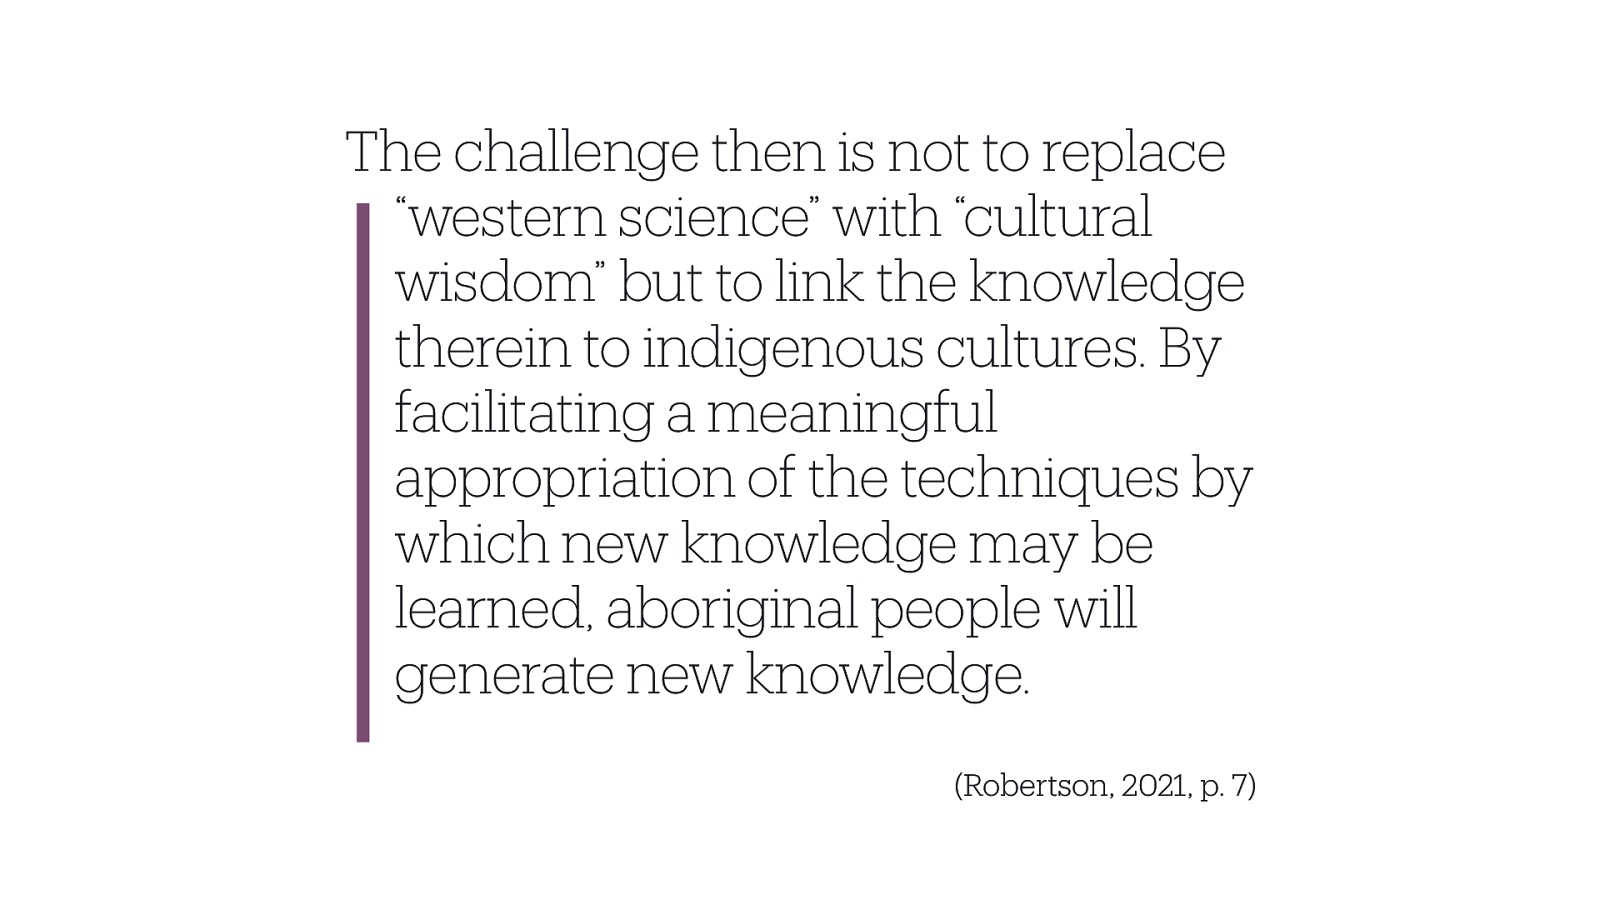 The challenge then is not to replace
“western science” with “cultural
wisdom” but to link the knowledge
therein to indigenous cultures. By
facilitating a meaningful
appropriation of the techniques by
which new knowledge may be
learned, aboriginal people will
generate new knowledge.
(Robertson, 2021, p. 7)